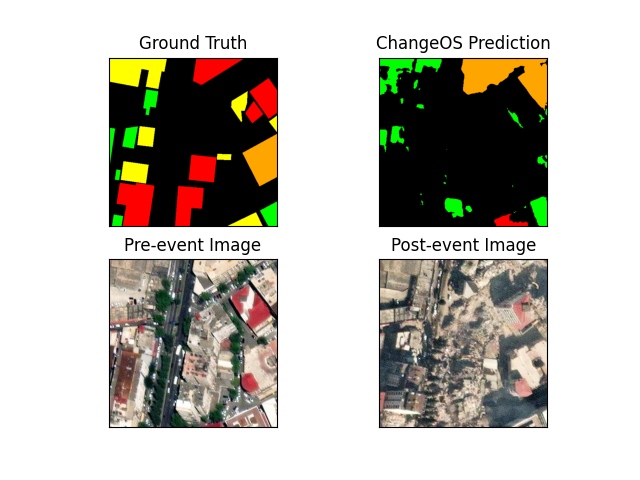 Ground Truth
ChangeOS Prediction
Pre-event Image
Post-event Image